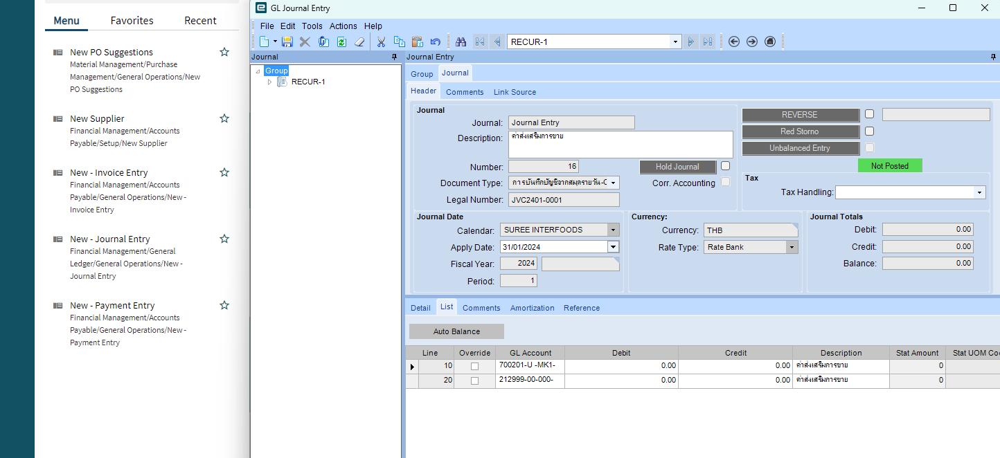 Menu Favorites Recent
New PO Suggestions
Material Management/Purchase
Management/General Operations/New
PO Suggestions
New Supplier
Financial Management/Accounts
Payable/Setup/New Supplier
New - Invoice Entry
Financial Management/Accounts
Payable/General Operations/New -
Invoice Entry
New - Journal Entry
Financial Management/General
Ledger/General Operations/New -
Journal Entry
New - Payment Entry
Financial Management/Accounts
Payable/General Operations/New -
Payment Entry
GL Journal Entry
File Edit Tools Actions Help
RECUR-1
Journal
Group
RECUR-1
Journal Entry
Group Journal
Header Comments Link Source
Journal
Journal: Journal Entry
Description: ค่าส่งเสริมการขาย
Number: 16 Hold Journal
Document Type: การบันทึกบัญชีจากสมุดรายวัน-C Corr. Accounting
Legal Number: JVC2401-0001
REVERSE
Red Storno
Unbalanced Entry
Not Posted
Tax
Tax Handling:
Journal Date
Calendar: SUREE INTERFOODS
Apply Date: 31/01/2024
Fiscal Year: 2024
Period: 1
Currency:
Currency: THB
Rate Type: Rate Bank
Journal Totals
Debit: 0.00
Credit: 0.00
Balance: 0.00
Detail List Comments Amortization Reference
Auto Balance
Line Override GL Account Debit Credit Description Stat Amount Stat UOM Co
10 700201-U -MK1- 0.00 0.00 ค่าส่งเสริมการขาย 0
20 212999-00-000- 0.00 0.00 ค่าส่งเสริมการขาย 0